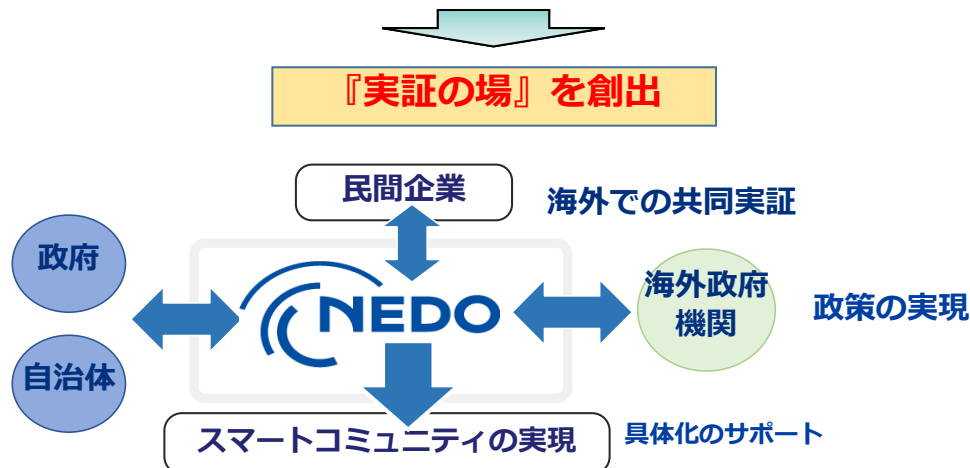 『実証の場』を創出
民間企業
海外での共同実証
政府
NEDO
海外政府
機関
政策の実現
自治体
スマートコミュニティの実現
具体化のサポート